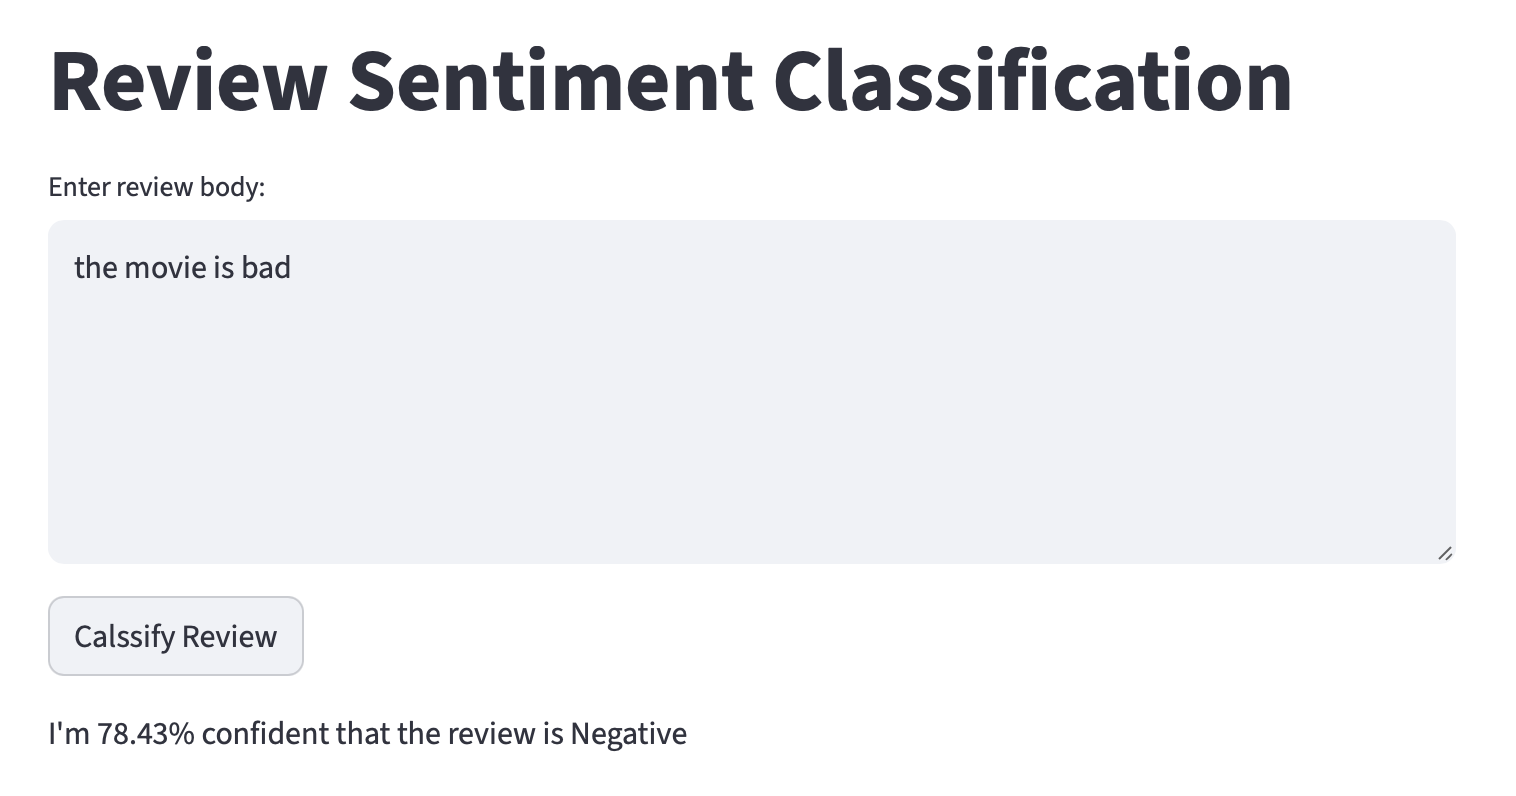 Review Sentiment Classification
Enter review body:
the movie is bad
Calssify Review
I'm 78.43% confident that the review is Negative